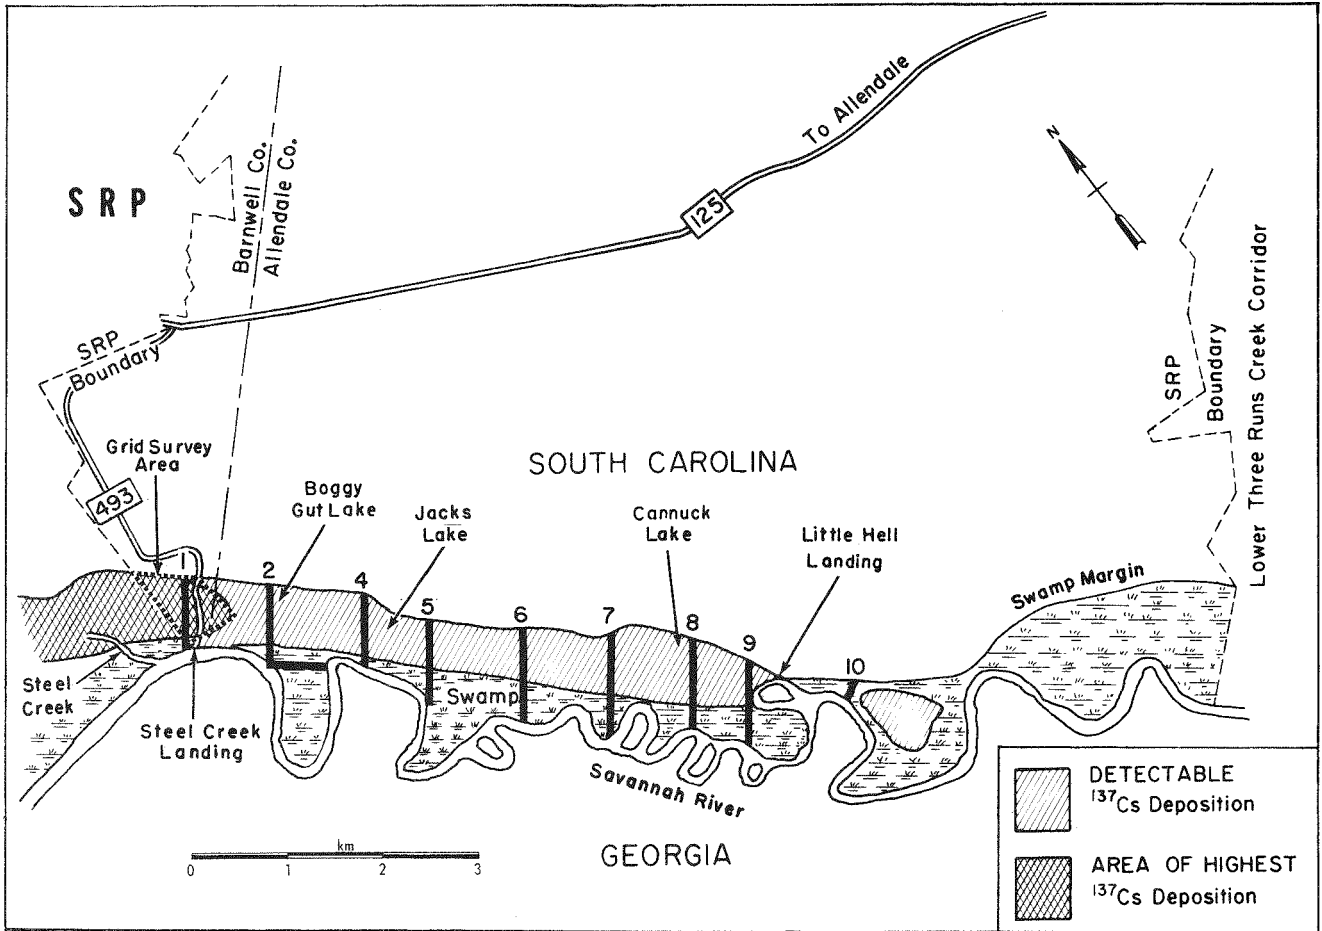 To Allendale
N
SRP
Barnwell Co.
Allendale Co.
125
SRP
Boundary
SRP
Boundary
Lower Three Runs Creek Corridor
Grid Survey
Area
493
SOUTH CAROLINA
Boggy
Gut Lake
Jacks
Lake
Cannuck
Lake
Little Hell
Landing
1
2
4
5
6
7
8
9
10
Swamp Margin
Steel
Creek
Steel Creek
Landing
Swamp
Savannah River
GEORGIA
km
0 1 2 3
DETECTABLE
¹³⁷Cs Deposition
AREA OF HIGHEST
¹³⁷Cs Deposition